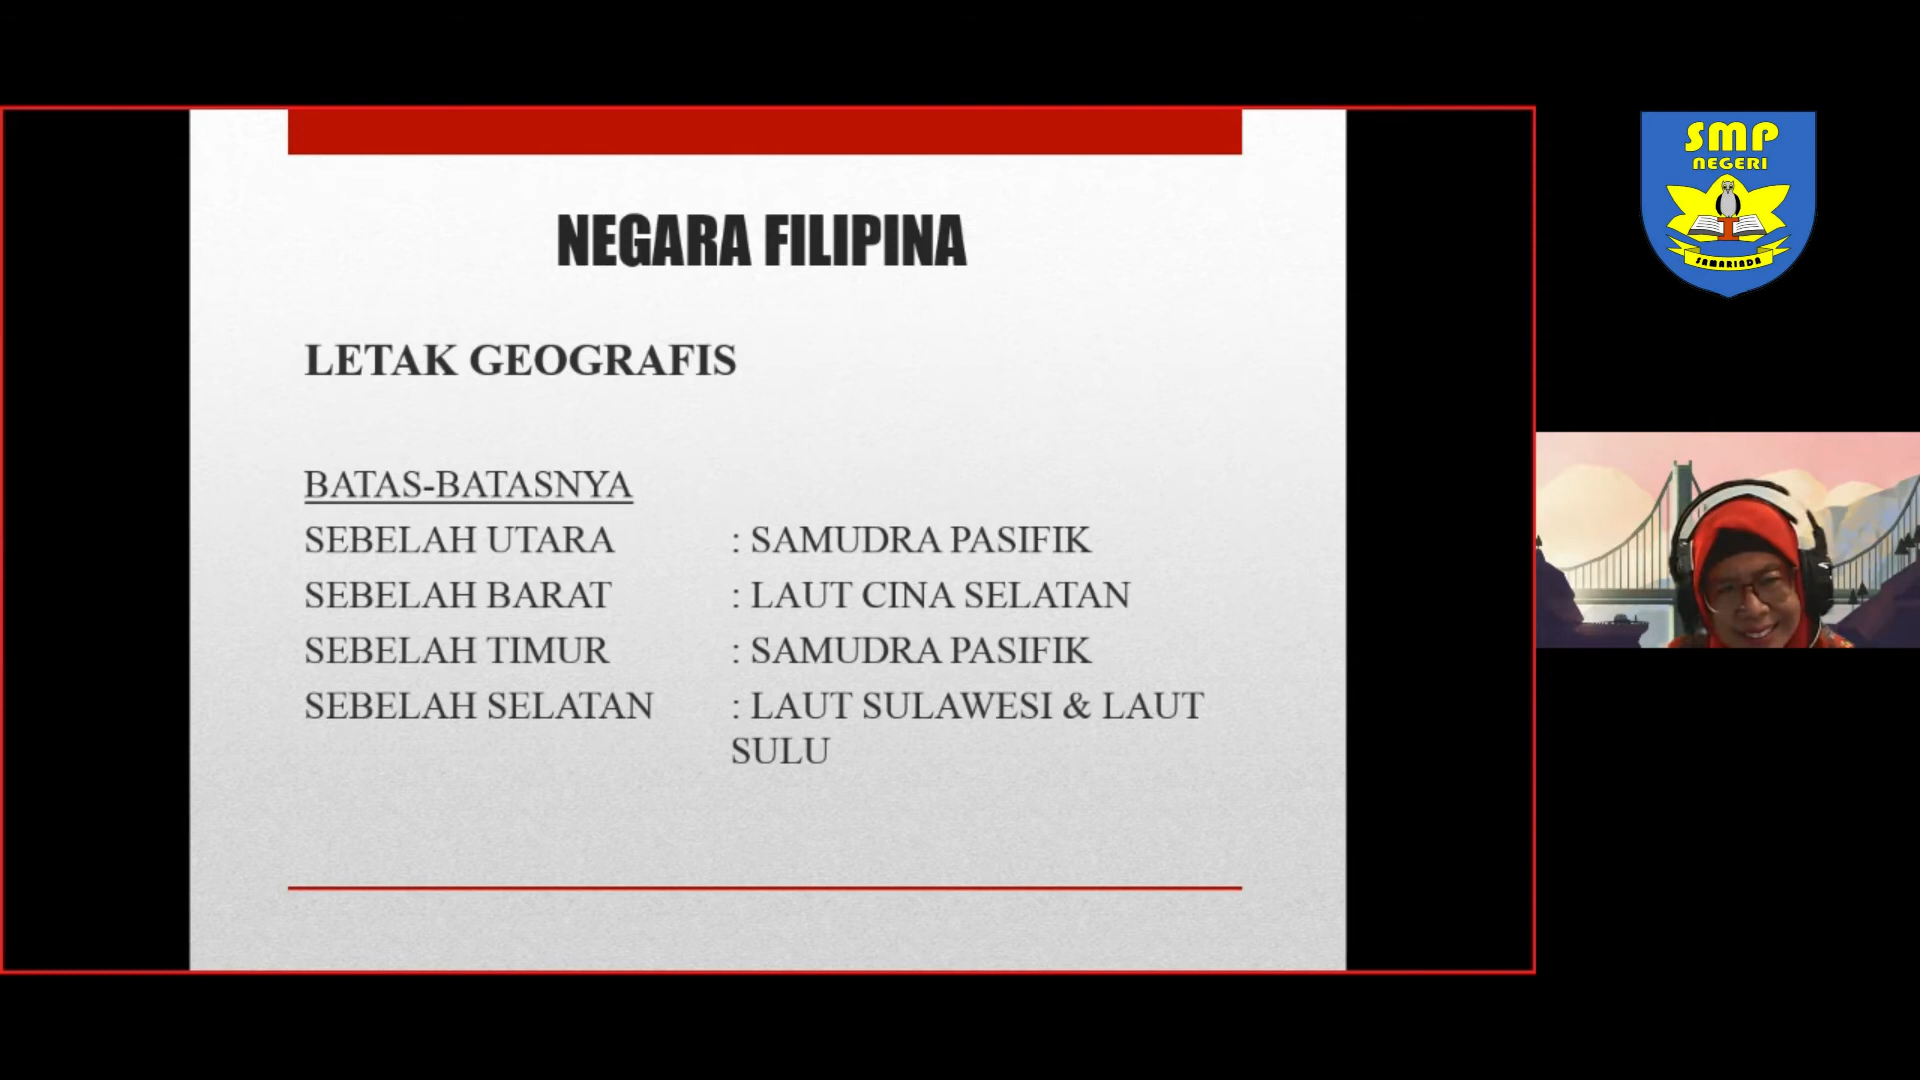 NEGARA FILIPINA
LETAK GEOGRAFIS
BATAS-BATASNYA
SEBELAH UTARA : SAMUDRA PASIFIK
SEBELAH BARAT : LAUT CINA SELATAN
SEBELAH TIMUR : SAMUDRA PASIFIK
SEBELAH SELATAN : LAUT SULAWESI & LAUT
SULU
SMP
NEGERI
I
SAMARINDA